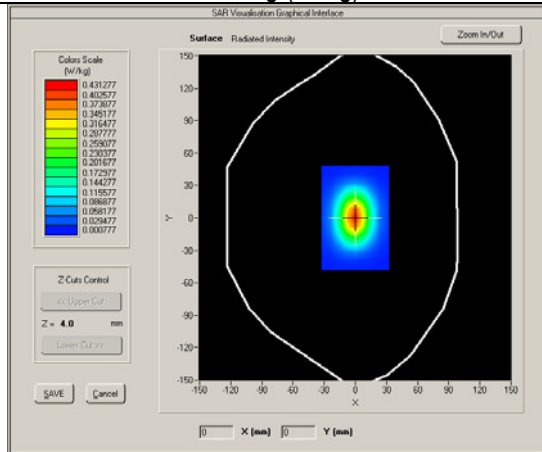 SAR Visualisation Graphical Interface
Surface Radiated Intensity
Zoom In/Out
Colors Scale
(W/kg)
0.431277
0.402577
0.373877
0.345177
0.316477
0.287777
0.259077
0.230377
0.201677
0.172977
0.144277
0.115577
0.086877
0.058177
0.029477
0.000777
150
120
90
60
30
0
-30
-60
-90
-120
-150
Y
-150 -120 -90 -60 -30 0 30 60 90 120 150
X
Z-Cuts Control
<< Upper Cut
Z = 4.0 mm
Lower Cut >>
SAVE Cancel
0 X (mm) 0 Y (mm)